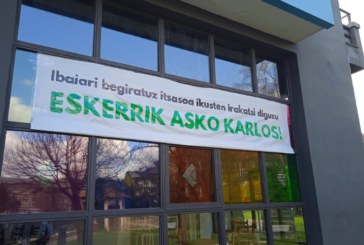 Ibaiari begiratuz itsasoa ikusten irakatsi diguzu
ESKERRIK ASKO KARLOS!